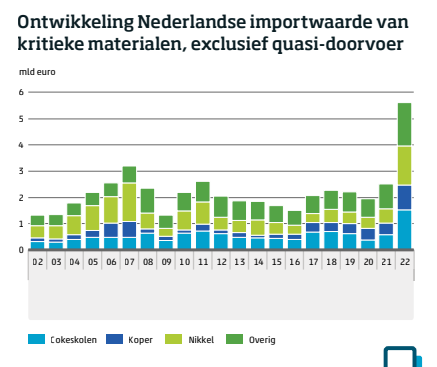 Ontwikkeling Nederlandse importwaarde van
kritieke materialen, exclusief quasi-doorvoer
mld euro
6
5
4
3
2
1
0
02 03 04 05 06 07 08 09 10 11 12 13 14 15 16 17 18 19 20 21 22
Cokeskolen Koper Nikkel Overig